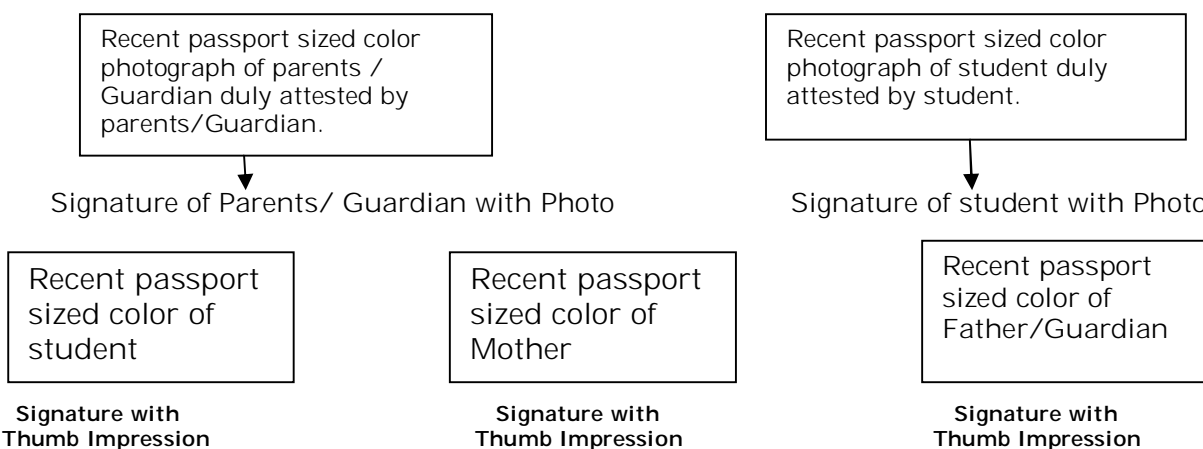 Recent passport sized color
photograph of parents /
Guardian duly attested by
parents/Guardian.
Recent passport sized color
photograph of student duly
attested by student.
Signature of Parents/ Guardian with Photo
Signature of student with Photo
Recent passport
sized color of
student
Recent passport
sized color of
Mother
Recent passport
sized color of
Father/Guardian
Signature with
Thumb Impression
Signature with
Thumb Impression
Signature with
Thumb Impression